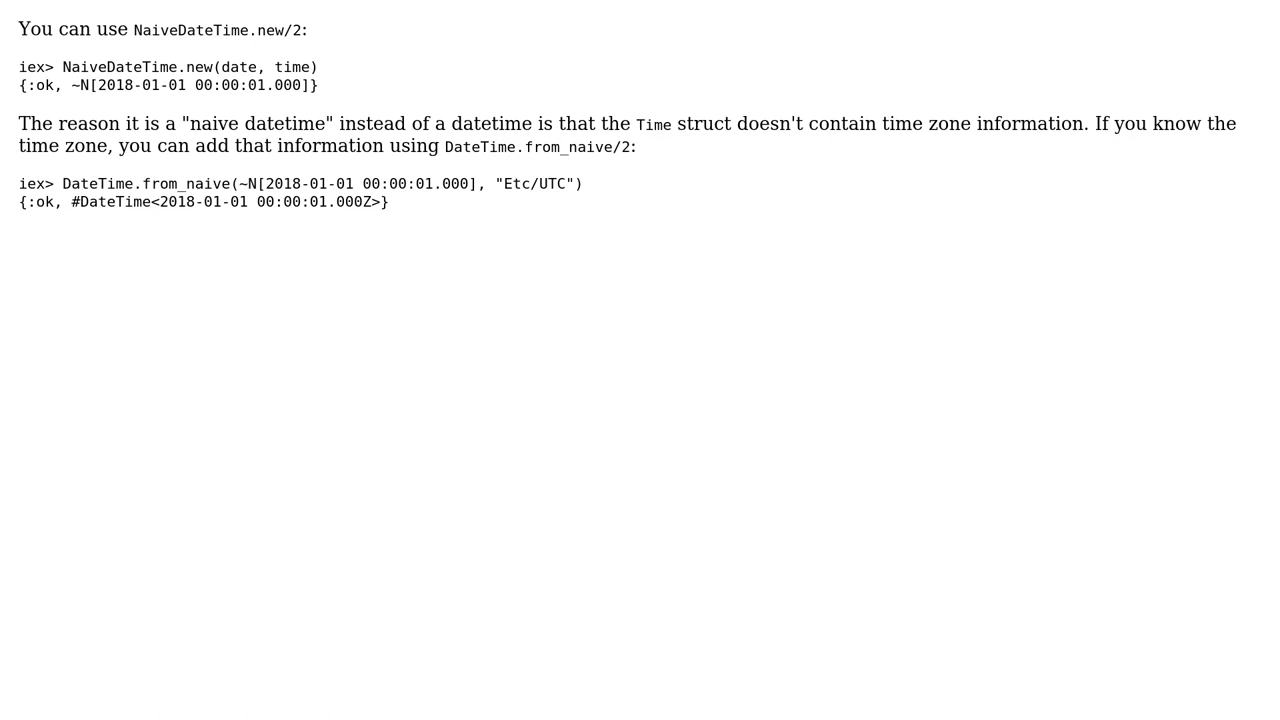 You can use NaiveDateTime.new/2:
iex> NaiveDateTime.new(date, time)
{:ok, ~N[2018-01-01 00:00:01.000]}
The reason it is a "naive datetime" instead of a datetime is that the Time struct doesn't contain time zone information. If you know the
time zone, you can add that information using DateTime.from_naive/2:
iex> DateTime.from_naive(~N[2018-01-01 00:00:01.000], "Etc/UTC")
{:ok, #DateTime<2018-01-01 00:00:01.000Z>}